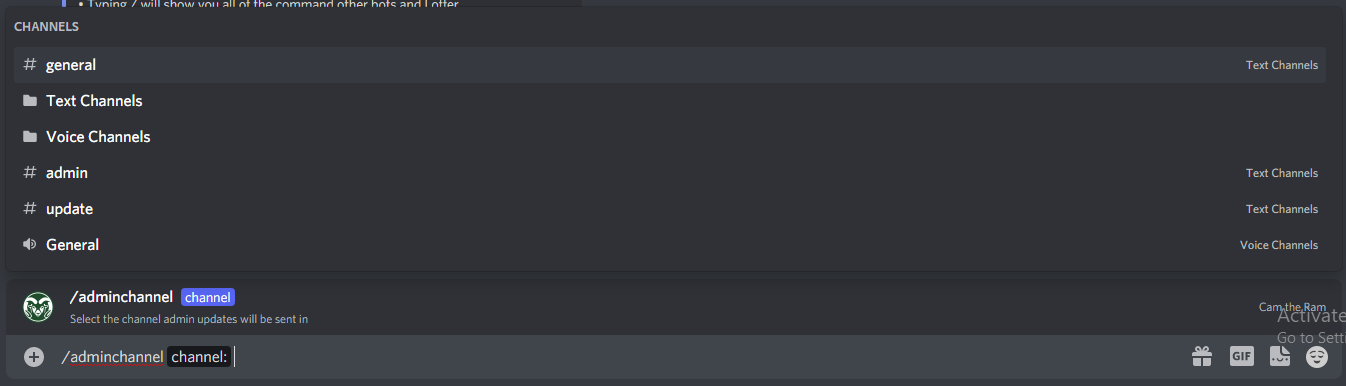 • Typing / will show you all of the command other bots and I offer
CHANNELS
# general Text Channels
Text Channels
Voice Channels
# admin Text Channels
# update Text Channels
General Voice Channels
/adminchannel channel
Select the channel admin updates will be sent in
Cam the Ram
Activate
Go to Setti
/adminchannel channel:
GIF